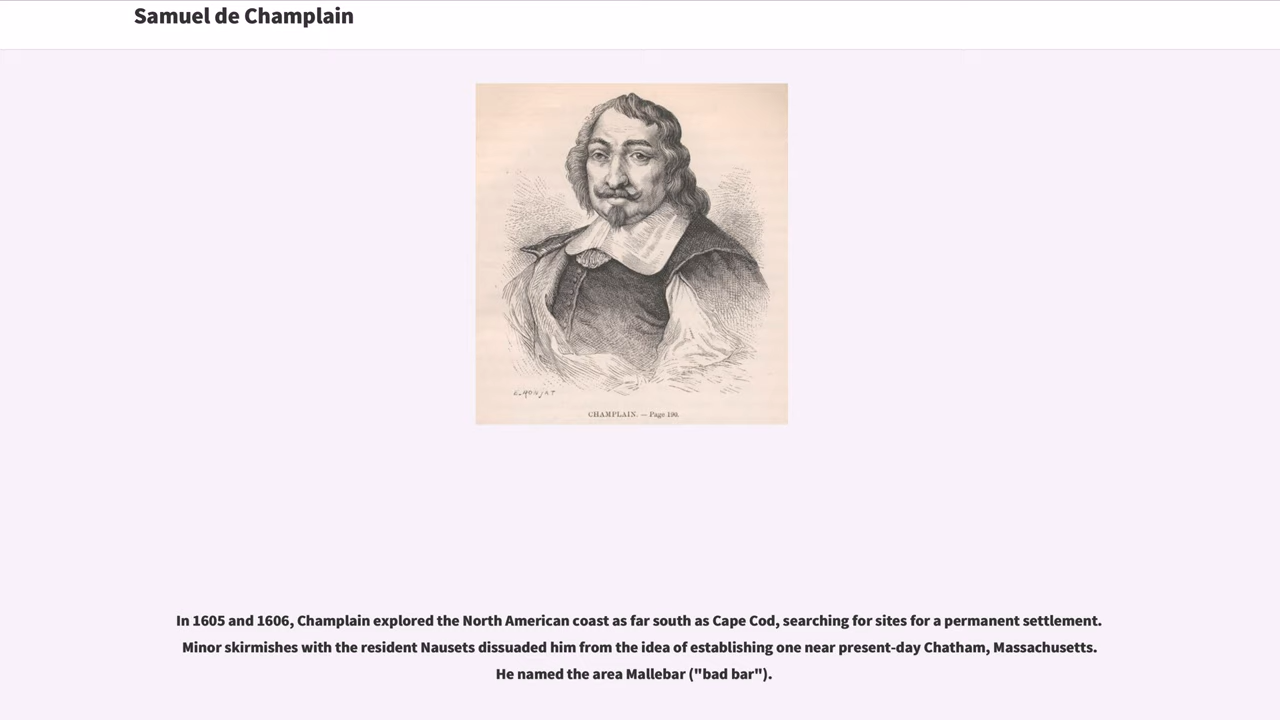 Samuel de Champlain
E. RONJAT
CHAMPLAIN. — Page 190.
In 1605 and 1606, Champlain explored the North American coast as far south as Cape Cod, searching for sites for a permanent settlement.
Minor skirmishes with the resident Nausets dissuaded him from the idea of establishing one near present-day Chatham, Massachusetts.
He named the area Mallebar ("bad bar").